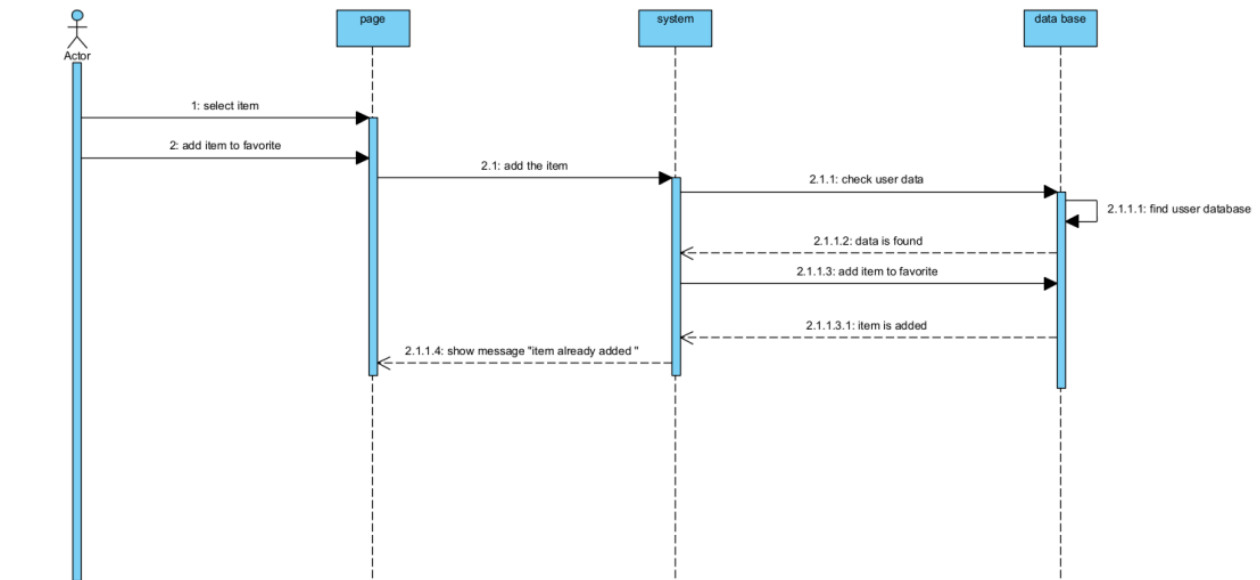 page
system
data base
Actor
1: select item
2: add item to favorite
2.1: add the item
2.1.1: check user data
2.1.1.1: find usser database
2.1.1.2: data is found
2.1.1.3: add item to favorite
2.1.1.3.1: item is added
2.1.1.4: show message "item already added "